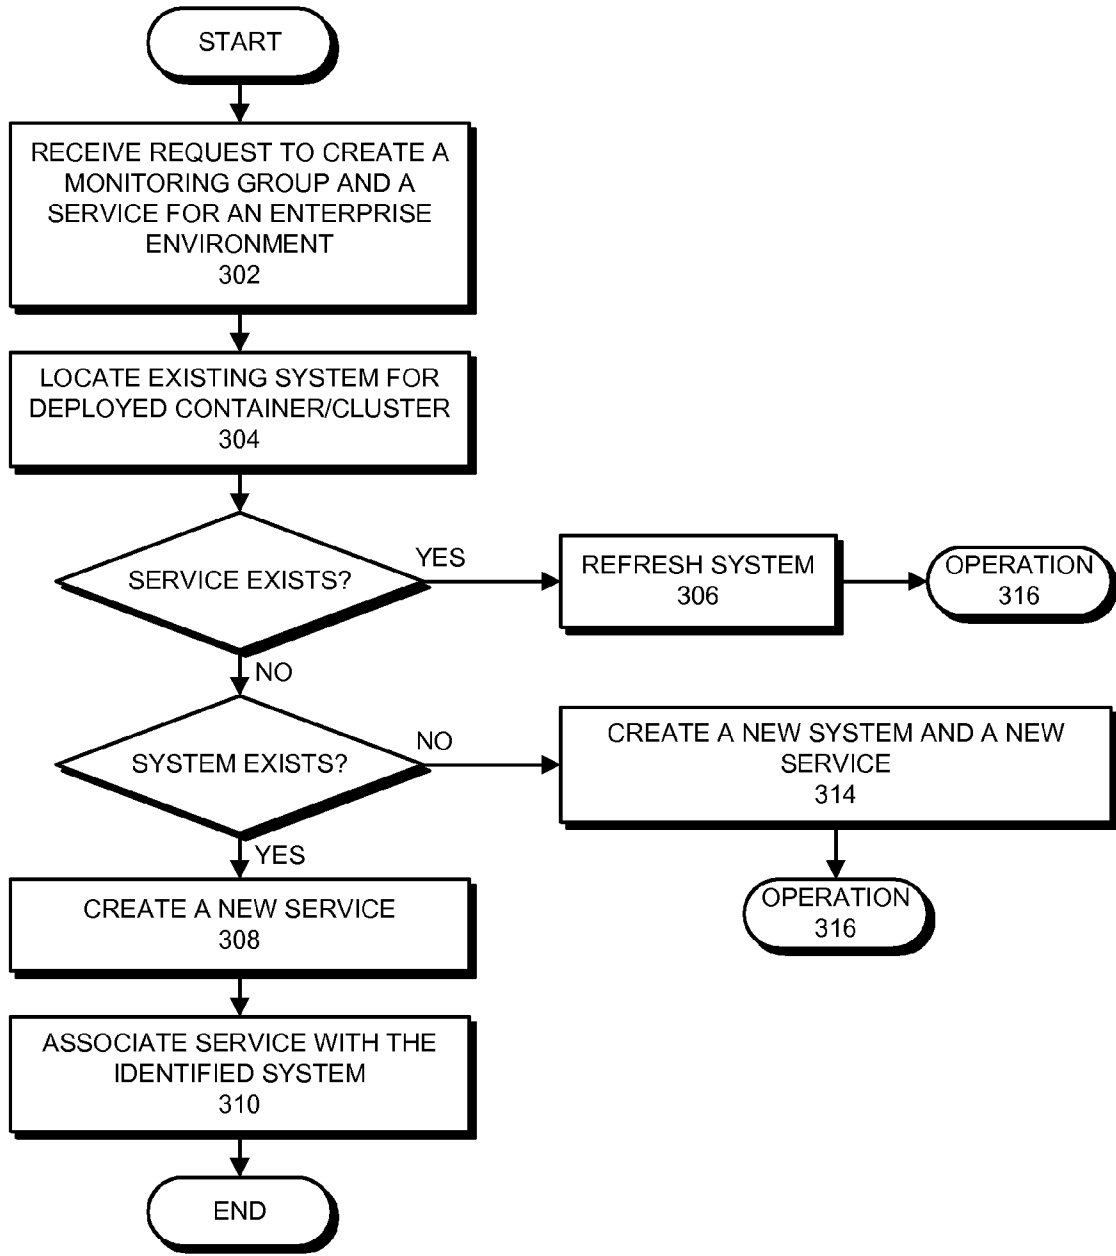 START
RECEIVE REQUEST TO CREATE A
MONITORING GROUP AND A
SERVICE FOR AN ENTERPRISE
ENVIRONMENT
302
LOCATE EXISTING SYSTEM FOR
DEPLOYED CONTAINER/CLUSTER
304
SERVICE EXISTS?
YES
REFRESH SYSTEM
306
OPERATION
316
NO
SYSTEM EXISTS?
NO
CREATE A NEW SYSTEM AND A NEW
SERVICE
314
OPERATION
316
YES
CREATE A NEW SERVICE
308
ASSOCIATE SERVICE WITH THE
IDENTIFIED SYSTEM
310
END